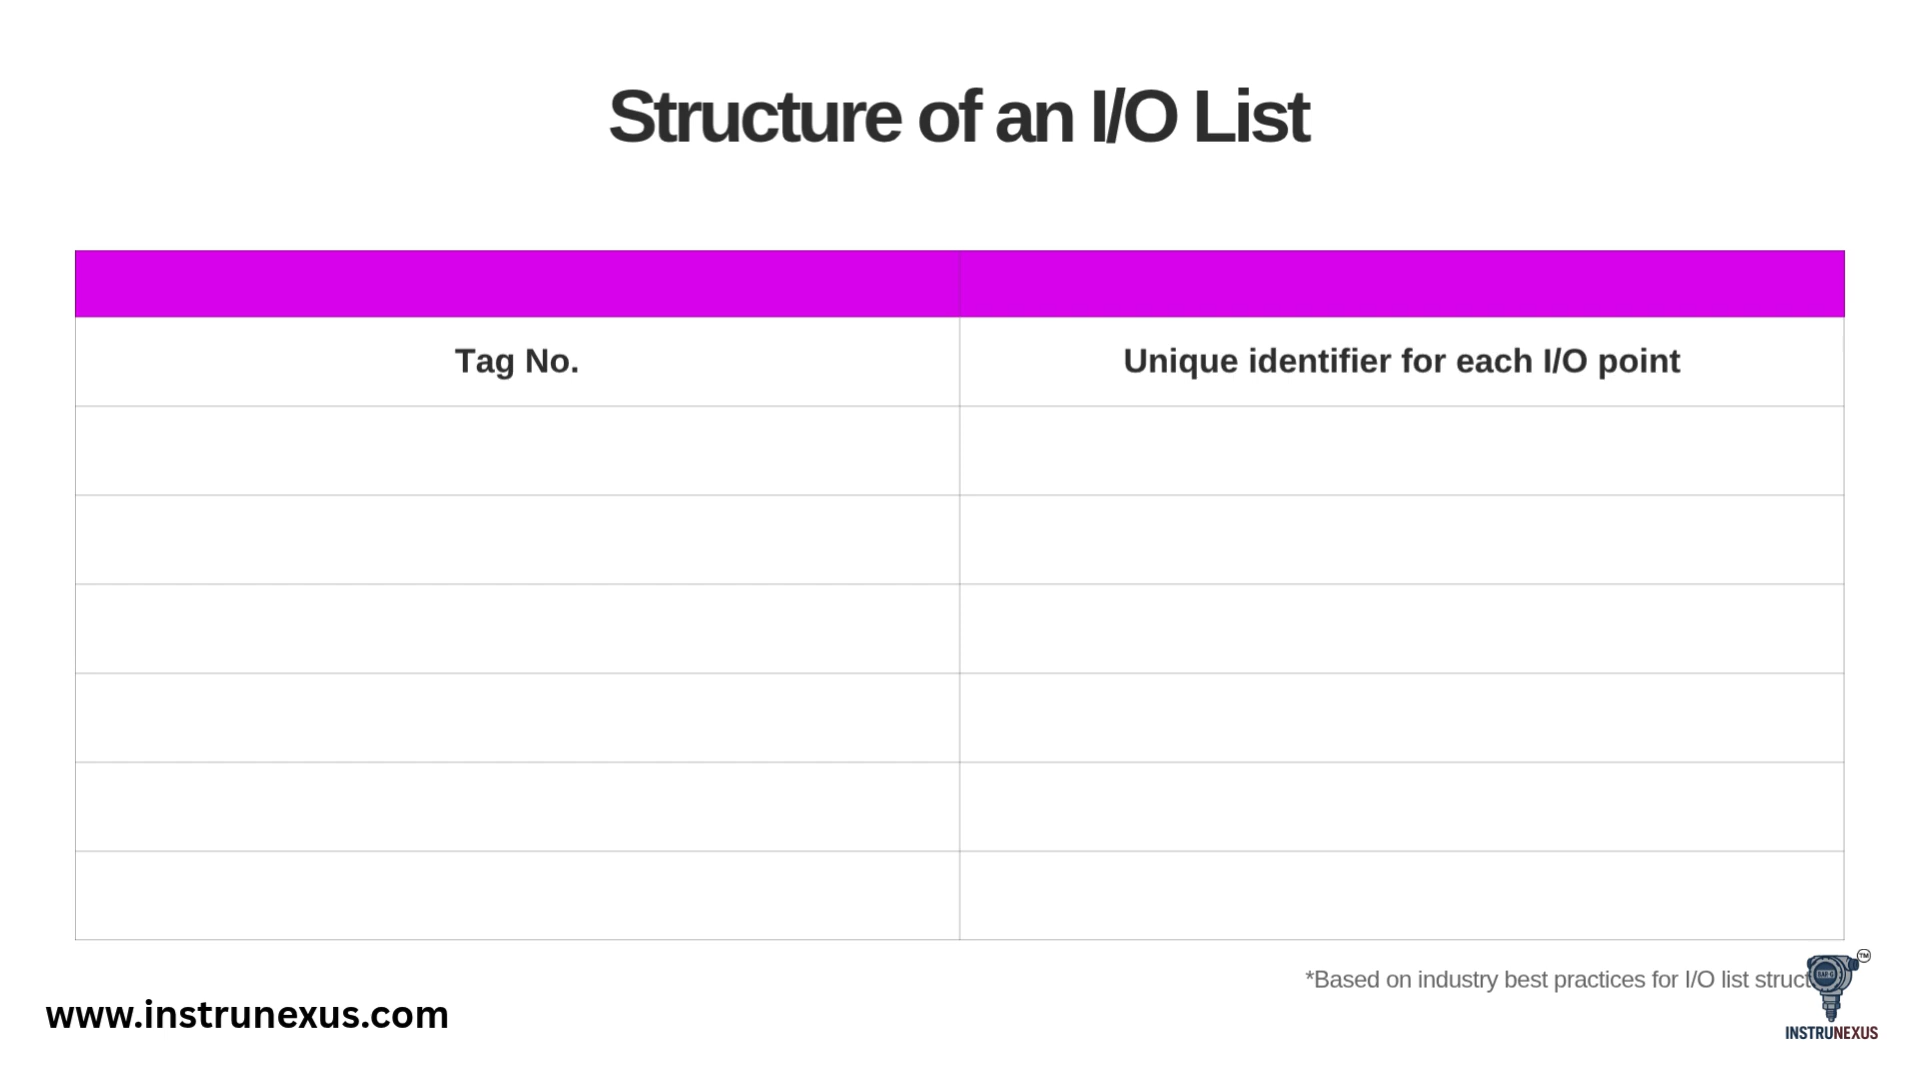 Structure of an I/O List
Tag No.
Unique identifier for each I/O point
*Based on industry best practices for I/O list
www.instrunexus.com
TM
INSTRUNEXUS